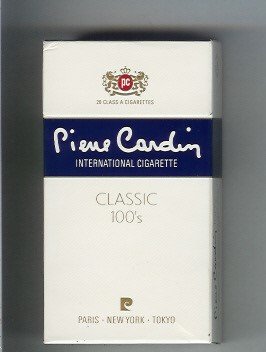 PC
20 CLASS A CIGARETTES
Pierre Cardin
INTERNATIONAL CIGARETTE
CLASSIC
100's
PARIS · NEW YORK · TOKYO